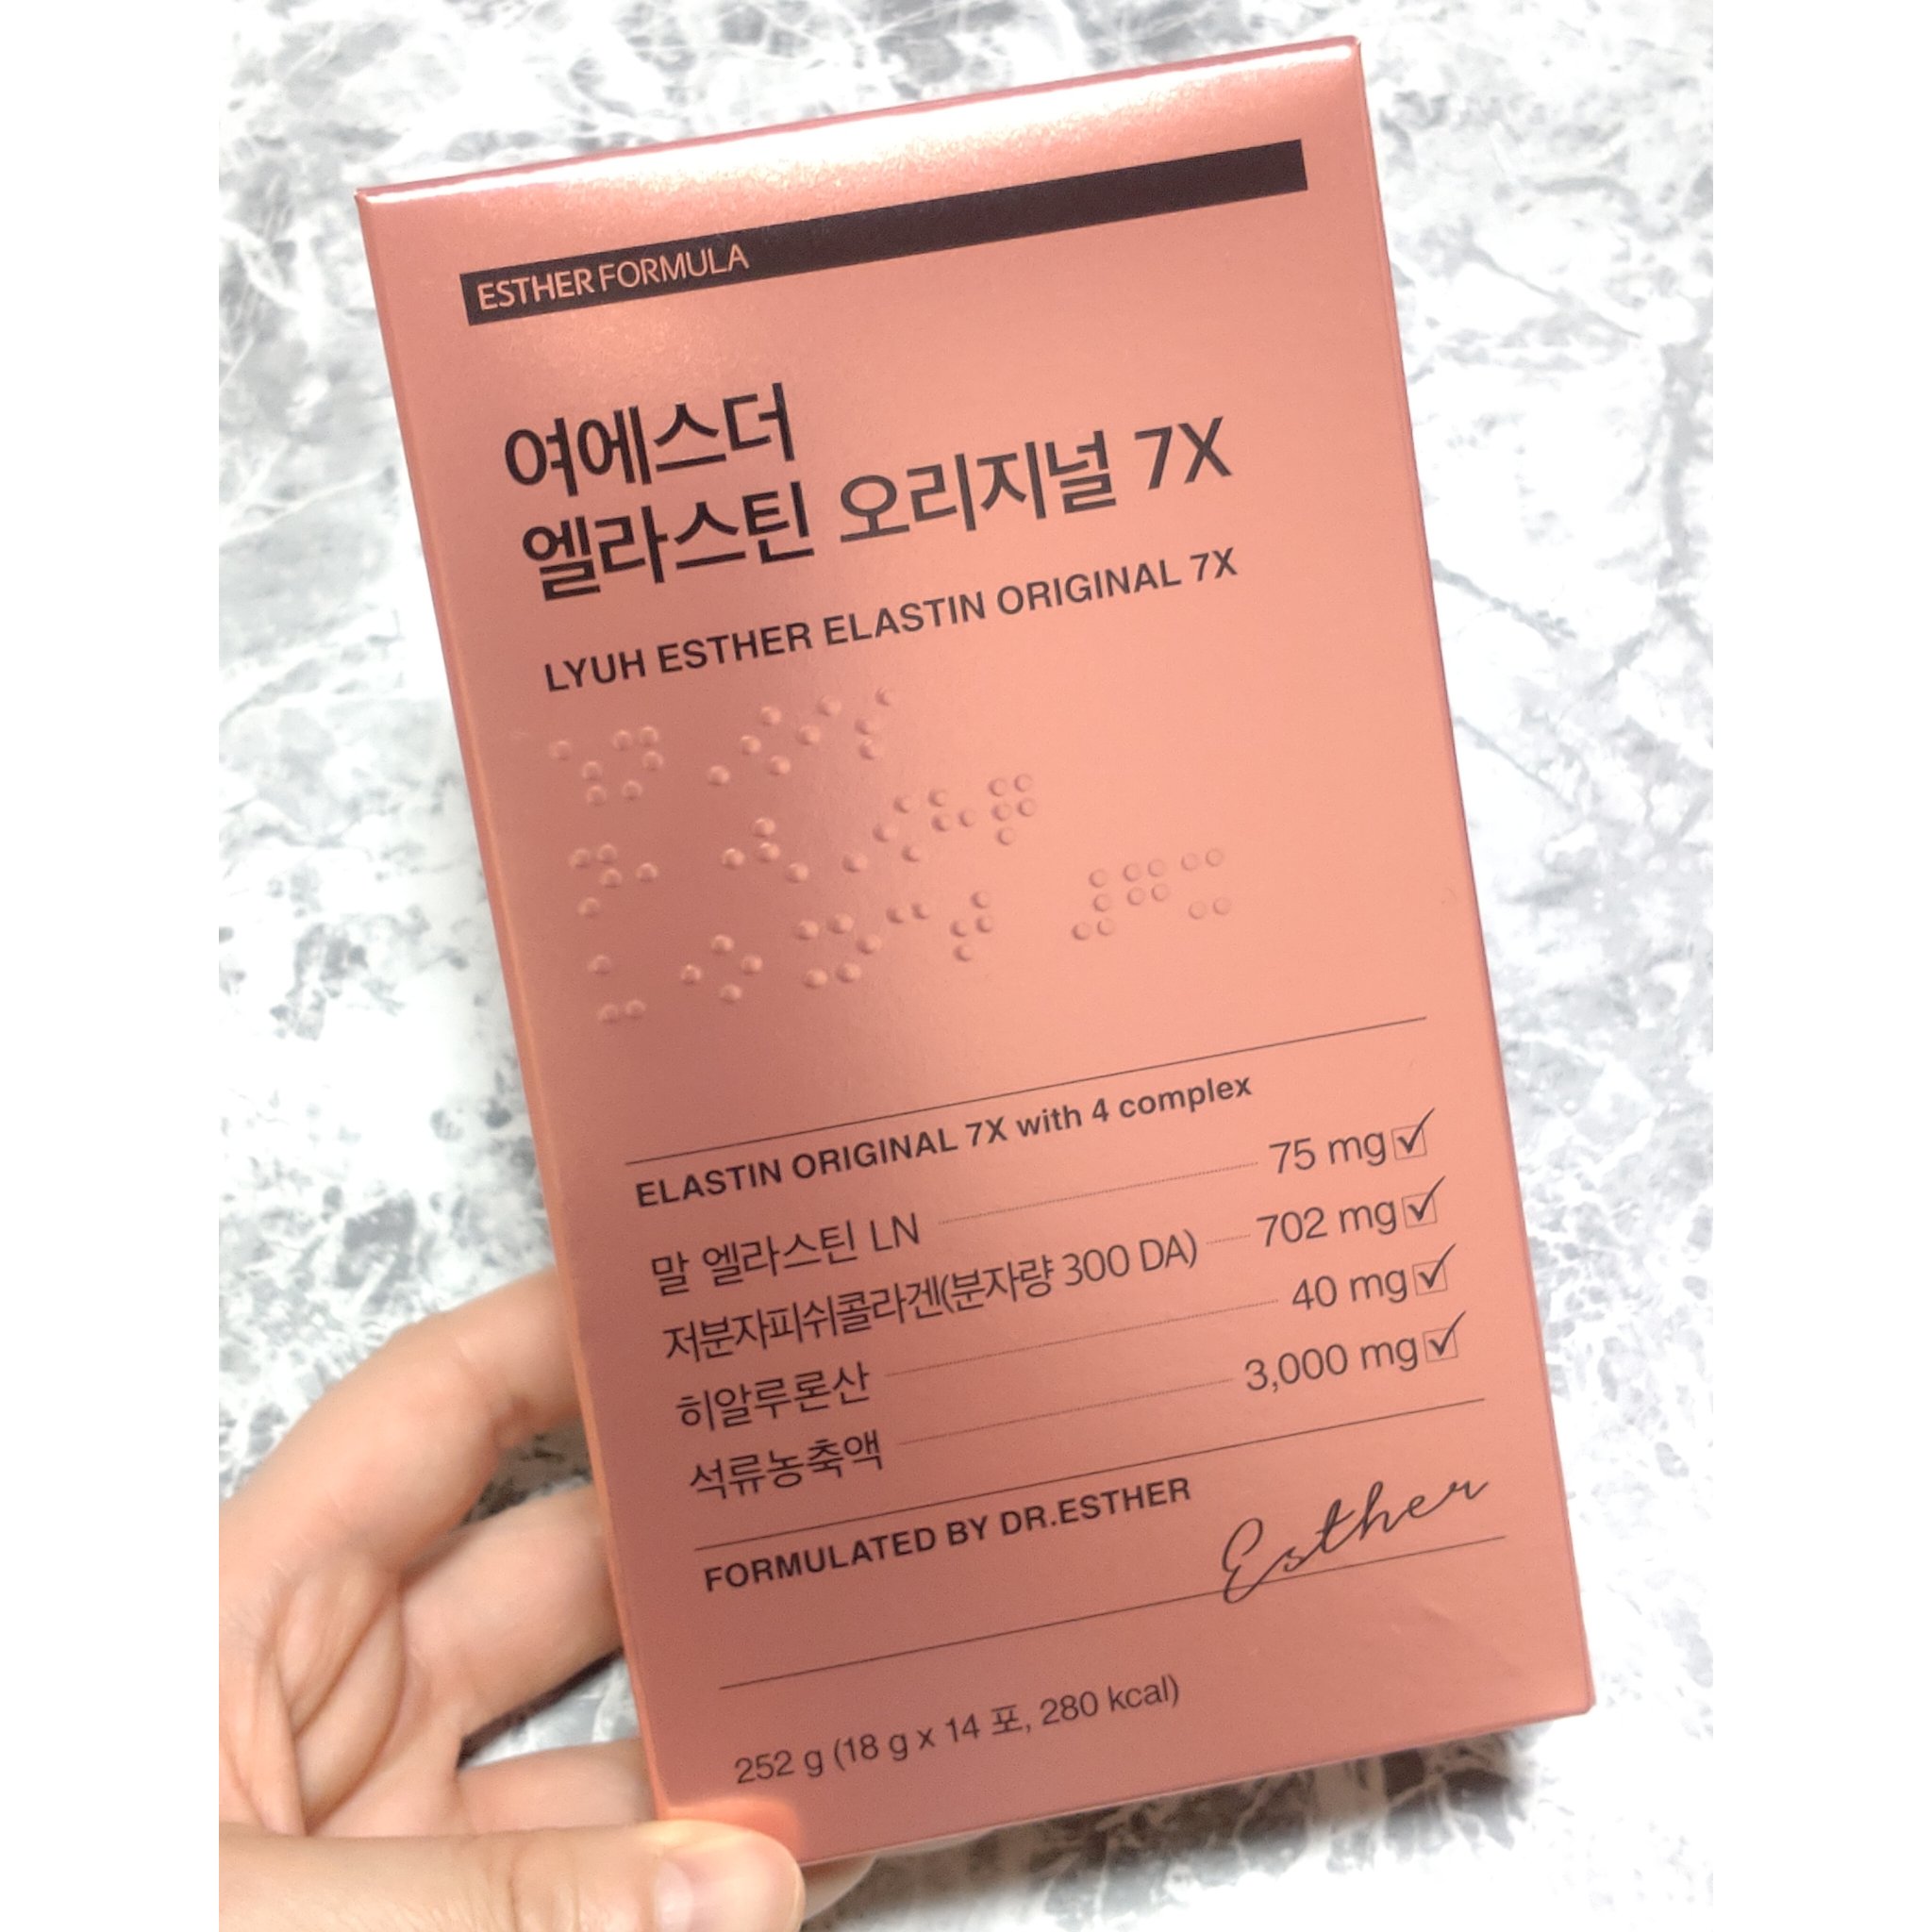 ESTHER FORMULA
여에스더
엘라스틴 오리지널 7X
LYUH ESTHER ELASTIN ORIGINAL 7X
ELASTIN ORIGINAL 7X with 4 complex
말 엘라스틴 LN 75 mg
저분자피쉬콜라겐(분자량 300 DA) 702 mg
히알루론산 40 mg
석류농축액 3,000 mg
FORMULATED BY DR.ESTHER
Esther
252 g (18 g x 14 포, 280 kcal)